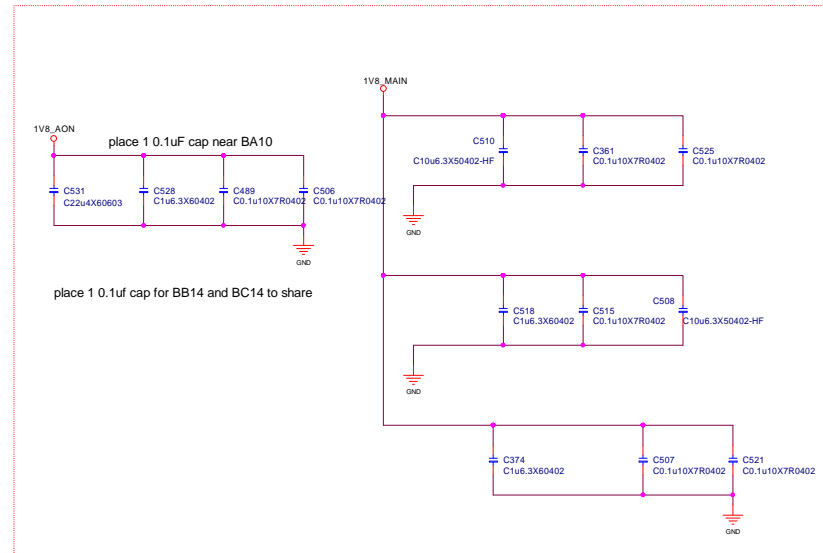 1V8_MAIN
1V8_AON
place 1 0.1uF cap near BA10
C510
C10u6.3X50402-HF
C361
C0.1u10X7R0402
C525
C0.1u10X7R0402
C531
C22u4X60603
C528
C1u6.3X60402
C489
C0.1u10X7R0402
C506
C0.1u10X7R0402
GND
GND
place 1 0.1uf cap for BB14 and BC14 to share
C518
C1u6.3X60402
C515
C0.1u10X7R0402
C508
C10u6.3X50402-HF
GND
C374
C1u6.3X60402
C507
C0.1u10X7R0402
C521
C0.1u10X7R0402
GND